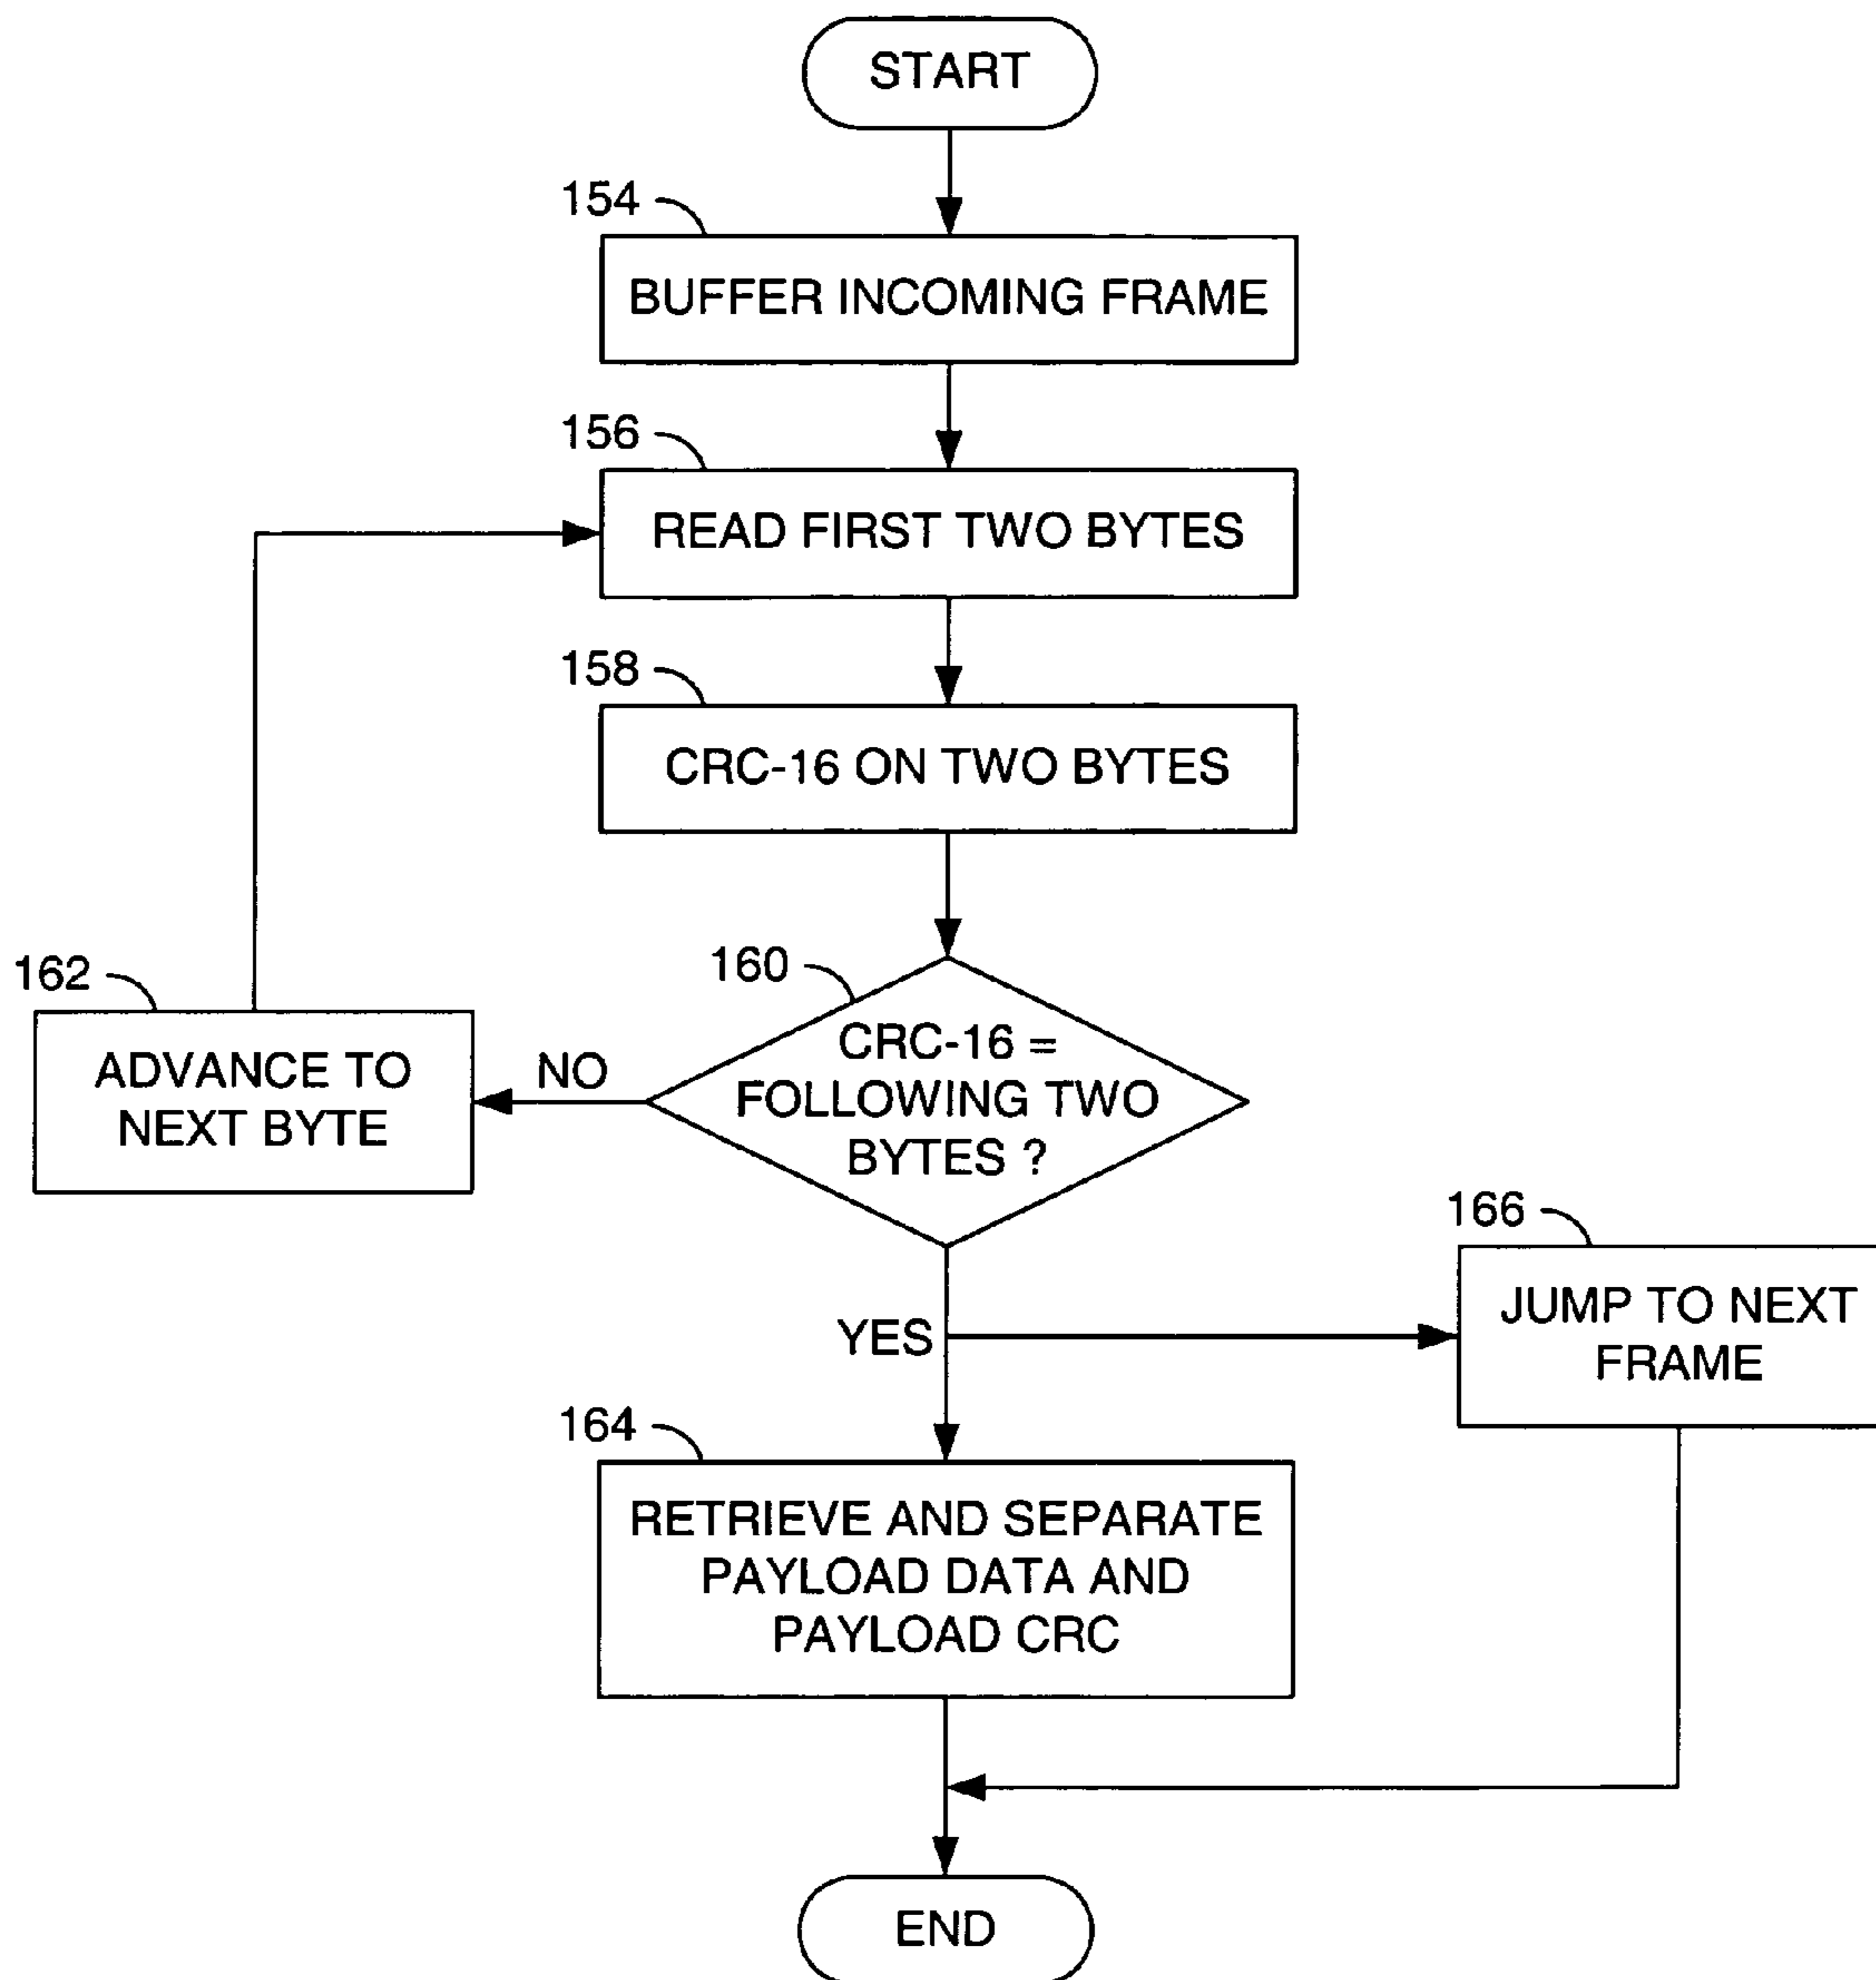 START
154
BUFFER INCOMING FRAME
156
READ FIRST TWO BYTES
158
CRC-16 ON TWO BYTES
160
CRC-16 =
FOLLOWING TWO
BYTES ?
162
ADVANCE TO
NEXT BYTE
NO
YES
166
JUMP TO NEXT
FRAME
164
RETRIEVE AND SEPARATE
PAYLOAD DATA AND
PAYLOAD CRC
END